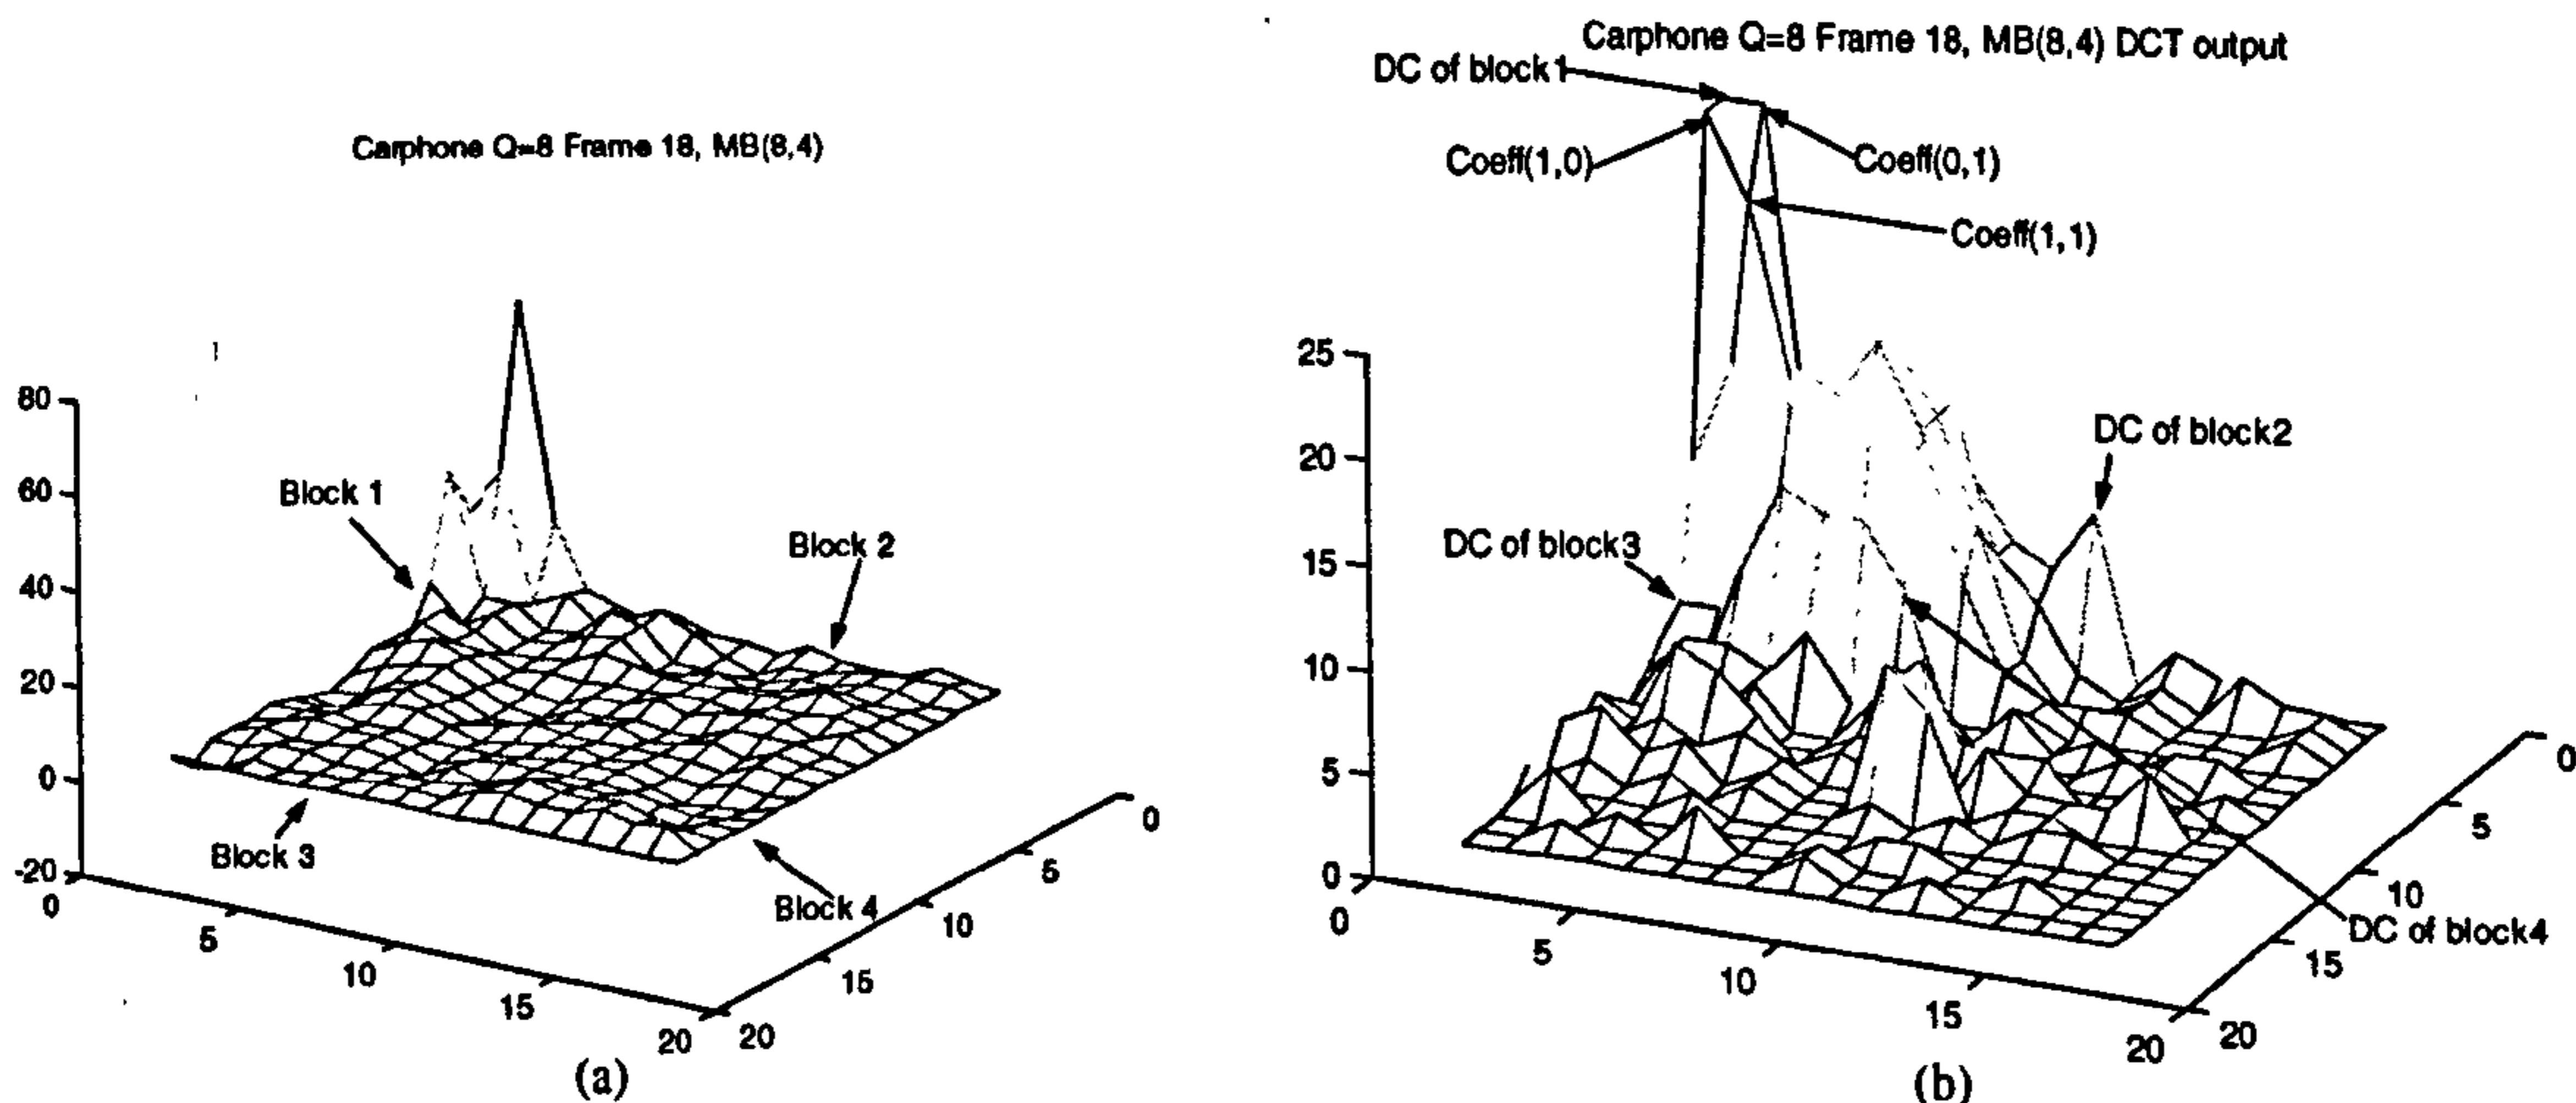 Carphone Q=8 Frame 18, MB(8,4)
80
60
40
20
0
-20
Block 1
Block 2
Block 3
Block 4
0
5
10
15
20
0
5
10
15
20
(a)
Carphone Q=8 Frame 18, MB(8,4) DCT output
DC of block1
Coeff(1,0)
Coeff(0,1)
Coeff(1,1)
25
20
15
10
5
0
DC of block2
DC of block3
DC of block4
0
5
10
15
20
0
5
10
15
20
(b)